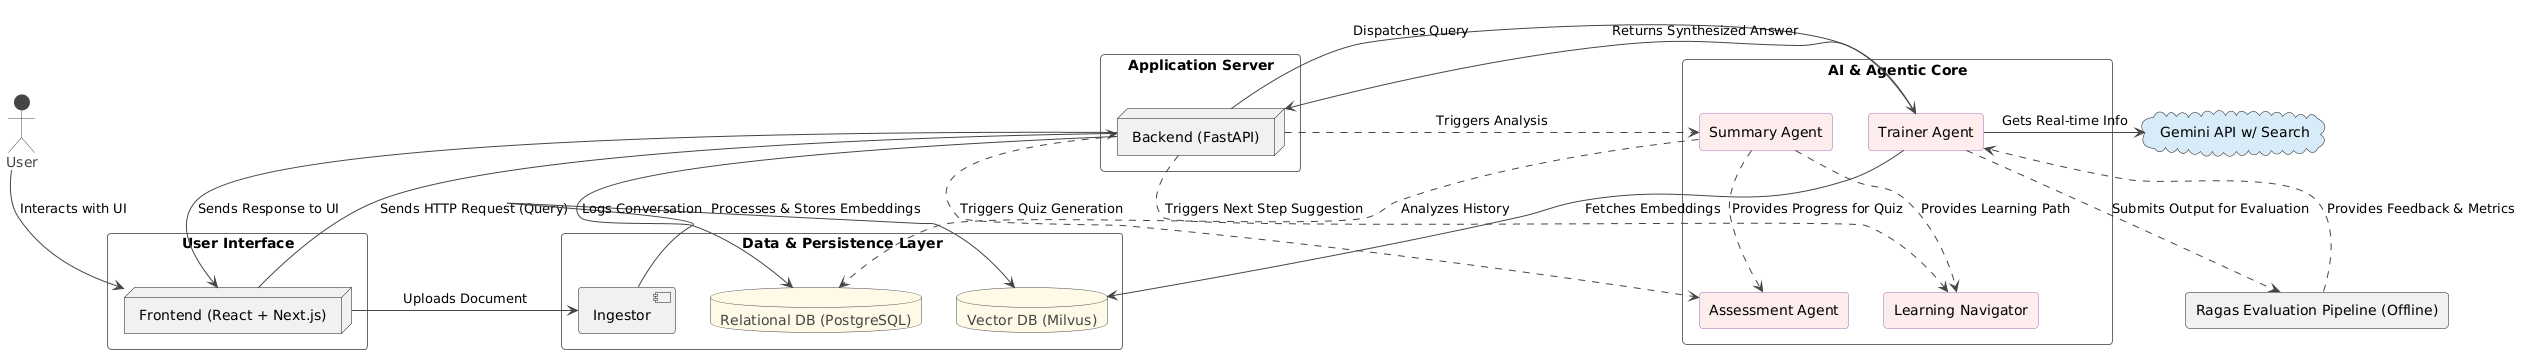 Dispatches Query
Returns Synthesized Answer
Application Server
AI & Agentic Core
Backend (FastAPI)
Triggers Analysis
Summary Agent
Trainer Agent
Gets Real-time Info
Gemini API w/ Search
User
Interacts with UI
Sends Response to UI
Sends HTTP Request (Query)
Logs Conversation
Processes & Stores Embeddings
Triggers Quiz Generation
Triggers Next Step Suggestion
Analyzes History
Fetches Embeddings
Provides Progress for Quiz
Provides Learning Path
Submits Output for Evaluation
Provides Feedback & Metrics
User Interface
Data & Persistence Layer
Frontend (React + Next.js)
Uploads Document
Ingestor
Relational DB (PostgreSQL)
Vector DB (Milvus)
Assessment Agent
Learning Navigator
Ragas Evaluation Pipeline (Offline)